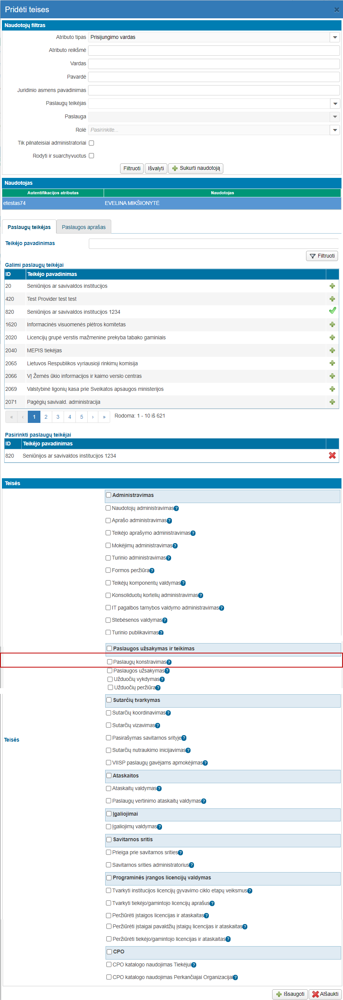 Pridėti teises
Naudotojų filtras
Atributo tipas Prisijungimo vardas
Atributo reikšmė
Vardas
Pavardė
Juridinio asmens pavadinimas
Paslaugų teikėjas
Paslauga
Rolė Pasirinkite...
Tik pilnateisiai administratoriai
Rodyti ir suarchyvuotus
Filtruoti Išvalyti Sukurti naudotoją
Naudotojas
Autentifikacijos atributas Naudotojas
etestas74 EVELINA MIKŠIONYTĖ
Paslaugų teikėjas Paslaugos aprašas
Teikėjo pavadinimas
Filtruoti
Galimi paslaugų teikėjai
ID Teikėjo pavadinimas
20 Seniūnijos ar savivaldos institucijos
420 Test Provider test test
820 Seniūnijos ar savivaldos institucijos 1234
1620 Informacinės visuomenės plėtros komitetas
2020 Licencijų grupė verstis mažmenine prekyba tabako gaminiais
2040 MEPIS tiekėjas
2065 Lietuvos Respublikos vyriausioji rinkimų komisija
2066 VĮ Žemės ūkio informacijos ir kaimo verslo centras
2069 Valstybinė ligonių kasa prie Sveikatos apsaugos ministerijos
2071 Pagėgių savivald. administracija
« ‹ 1 2 3 4 5 › » Rodoma: 1 - 10 iš 621
Pasirinkti paslaugų teikėjai
ID Teikėjo pavadinimas
820 Seniūnijos ar savivaldos institucijos 1234
Teisės
Administravimas
Naudotojų administravimas?
Aprašo administravimas?
Teikėjo aprašymo administravimas?
Mokėjimų administravimas?
Turinio administravimas?
Formos peržiūra?
Teikėjų komponentų valdymas?
Konsoliduotų kortelių administravimas?
IT pagalbos tarnybos valdymo administravimas?
Stebėsenos valdymas?
Turinio publikavimas?
Paslaugos užsakymas ir teikimas
Paslaugų konstravimas?
Paslaugos užsakymas?
Užduočių vykdymas?
Užduočių peržiūra?
Sutarčių tvarkymas
Sutarčių koordinavimas?
Sutarčių vizavimas?
Teisės
Pasirašymas savitarnos srityje?
Sutarčių nutraukimo inicijavimas?
VIISP paslaugų gavėjams apmokėjimas?
Ataskaitos
Ataskaitų valdymas?
Paslaugų vertinimo ataskaitų valdymas?
Įgaliojimai
Įgaliojimų valdymas?
Savitarnos sritis
Prieiga prie savitarnos srities?
Savitarnos srities administratorius?
Programinės įrangos licencijų valdymas
Tvarkyti institucijos licencijų gyvavimo ciklo etapų veiksmus?
Tvarkyti tiekėjo/gamintojo licencijų aprašus?
Peržiūrėti įstaigos licencijas ir ataskaitas?
Peržiūrėti įstaigai pavaldžių įstaigų licencijas ir ataskaitas?
Peržiūrėti tiekėjo/gamintojo licencijas ir ataskaitas?
CPO
CPO katalogo naudojimas Tiekėjui?
CPO katalogo naudojimas Perkančiajai Organizacijai?
Išsaugoti Atšaukti